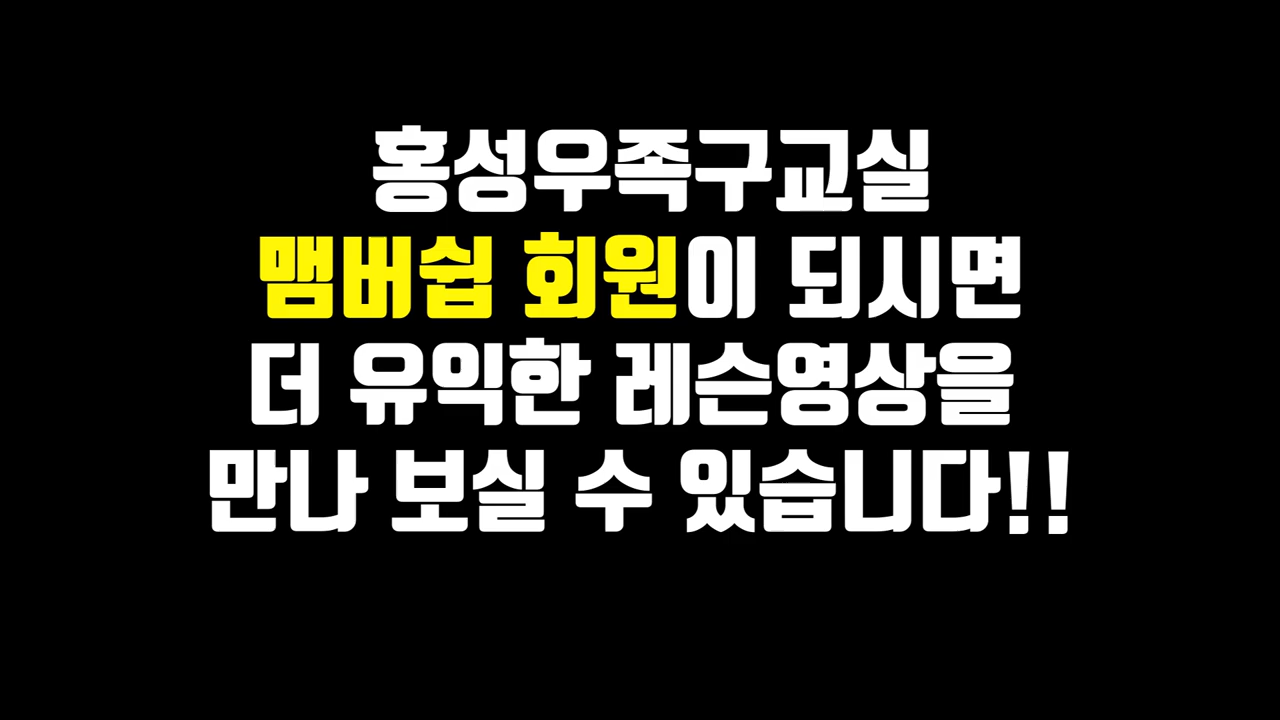 홍성우족구교실
맴버쉽 회원이 되시면
더 유익한 레슨영상을
만나 보실 수 있습니다!!